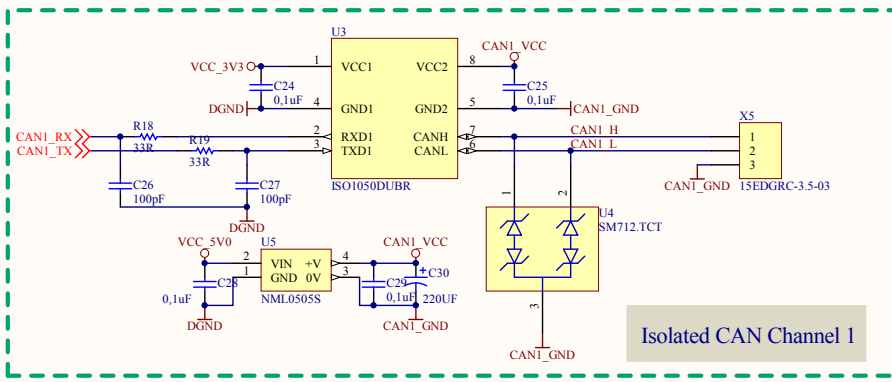 U3
CAN1_VCC
VCC_3V3
1
VCC1
VCC2
8
C24
0,1uF
C25
0,1uF
DGND
4
GND1
GND2
5
CAN1_GND
CAN1_RX
R18
33R
2
RXD1
CANH
7
CAN1_H
X5
1
CAN1_TX
R19
33R
3
TXD1
CANL
6
CAN1_L
2
3
CAN1_GND
15EDGRC-3.5-03
ISO1050DUBR
C26
100pF
C27
100pF
DGND
1
2
U4
SM712.TCT
3
CAN1_GND
VCC_5V0
U5
CAN1_VCC
2
VIN
+V
4
1
GND
0V
3
C28
0,1uF
NML0505S
C29
0,1uF
+
C30
220UF
DGND
CAN1_GND
Isolated CAN Channel 1